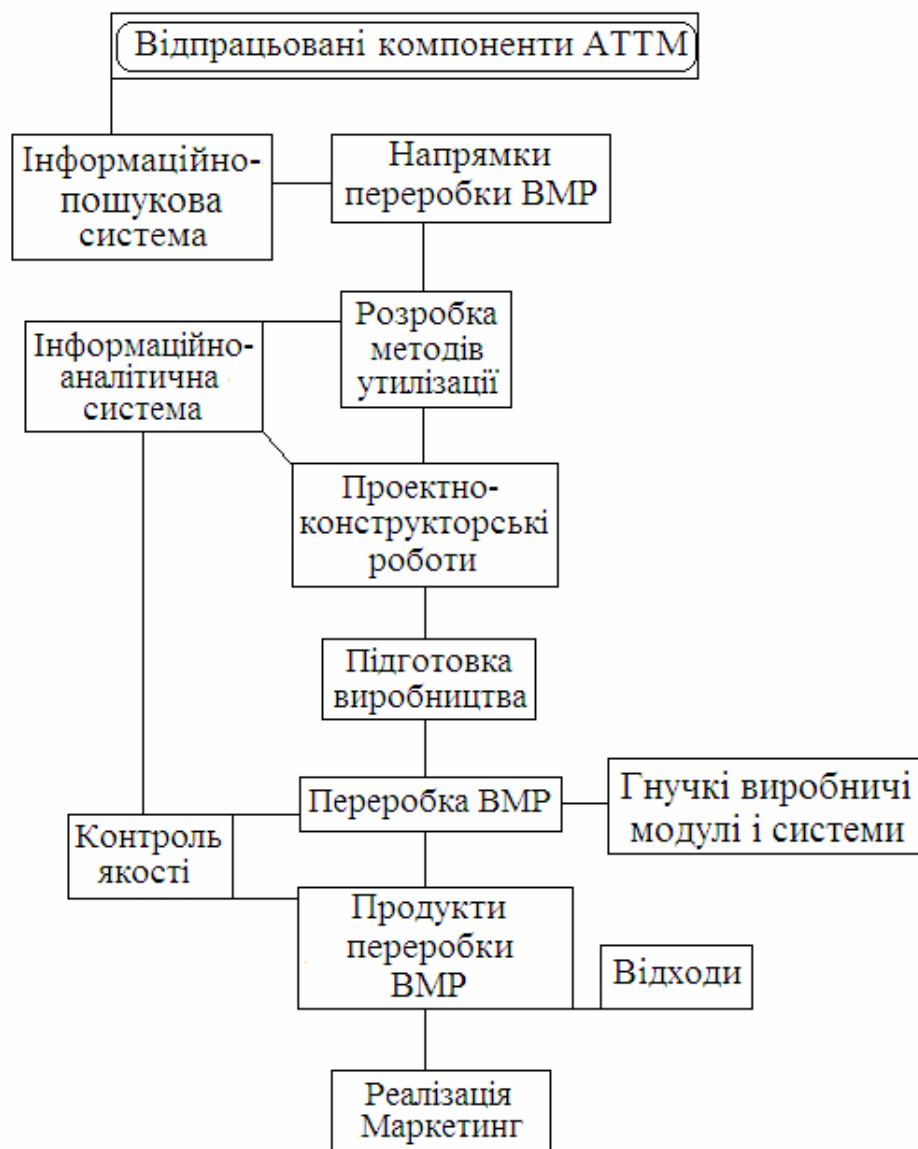 Відпрацьовані компоненти АТТМ
Інформаційно-
пошукова
система
Напрямки
переробки ВМР
Розробка
методів
утилізації
Інформаційно-
аналітична
система
Проектно-
конструкторські
роботи
Підготовка
виробництва
Переробка ВМР
Гнучкі виробничі
модулі і системи
Контроль
якості
Продукти
переробки
ВМР
Відходи
Реалізація
Маркетинг